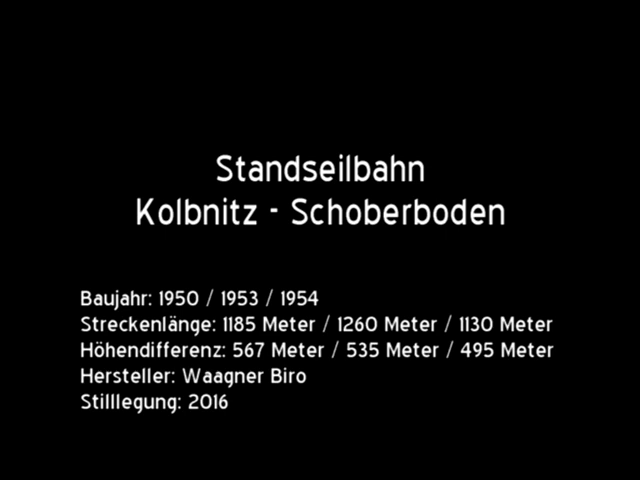 Standseilbahn
Kolbnitz - Schoberboden
Baujahr: 1950 / 1953 / 1954
Streckenlänge: 1185 Meter / 1260 Meter / 1130 Meter
Höhendifferenz: 567 Meter / 535 Meter / 495 Meter
Hersteller: Waagner Biro
Stilllegung: 2016